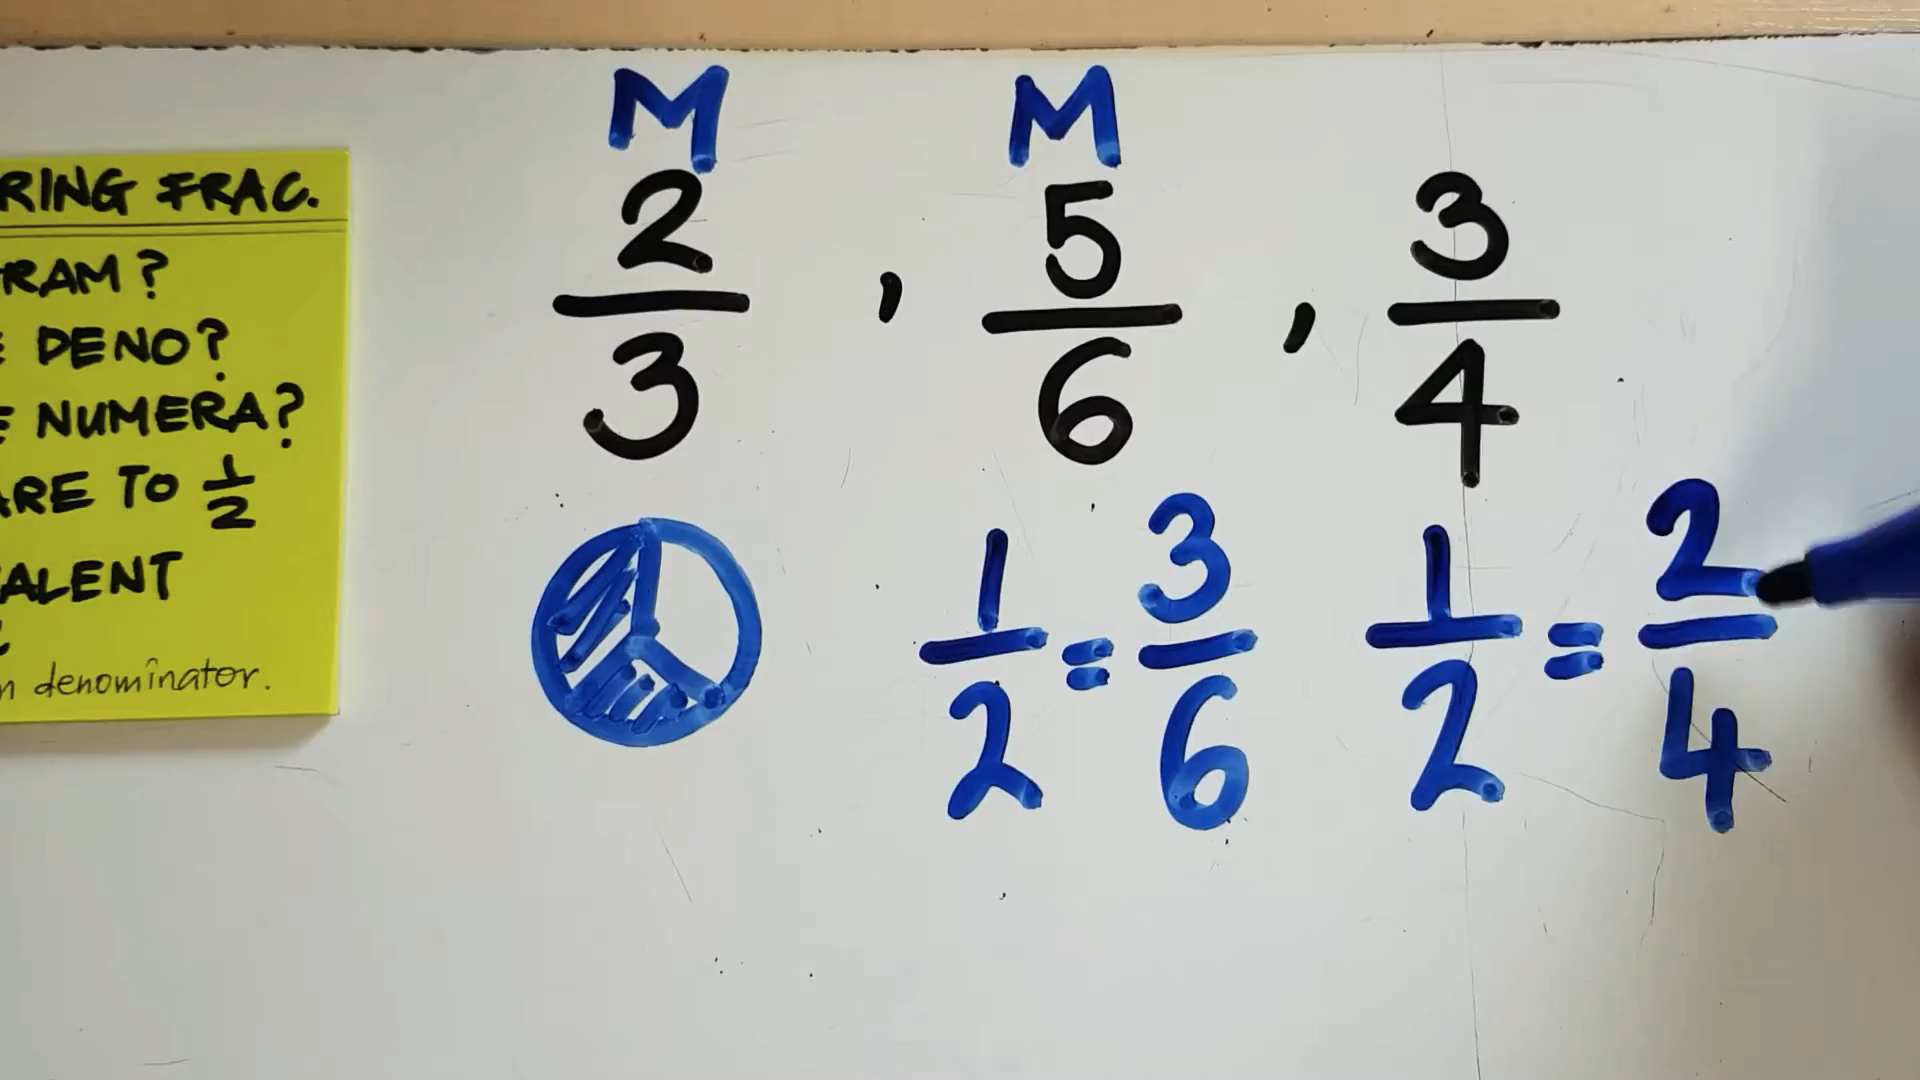 RING FRAC.
RAM?
E DENO?
E NUMERA?
ARE TO 1/2
ALENT
n denominator.
M M
2/3 , 5/6 , 3/4
1/2 = 3/6 1/2 = 2/4